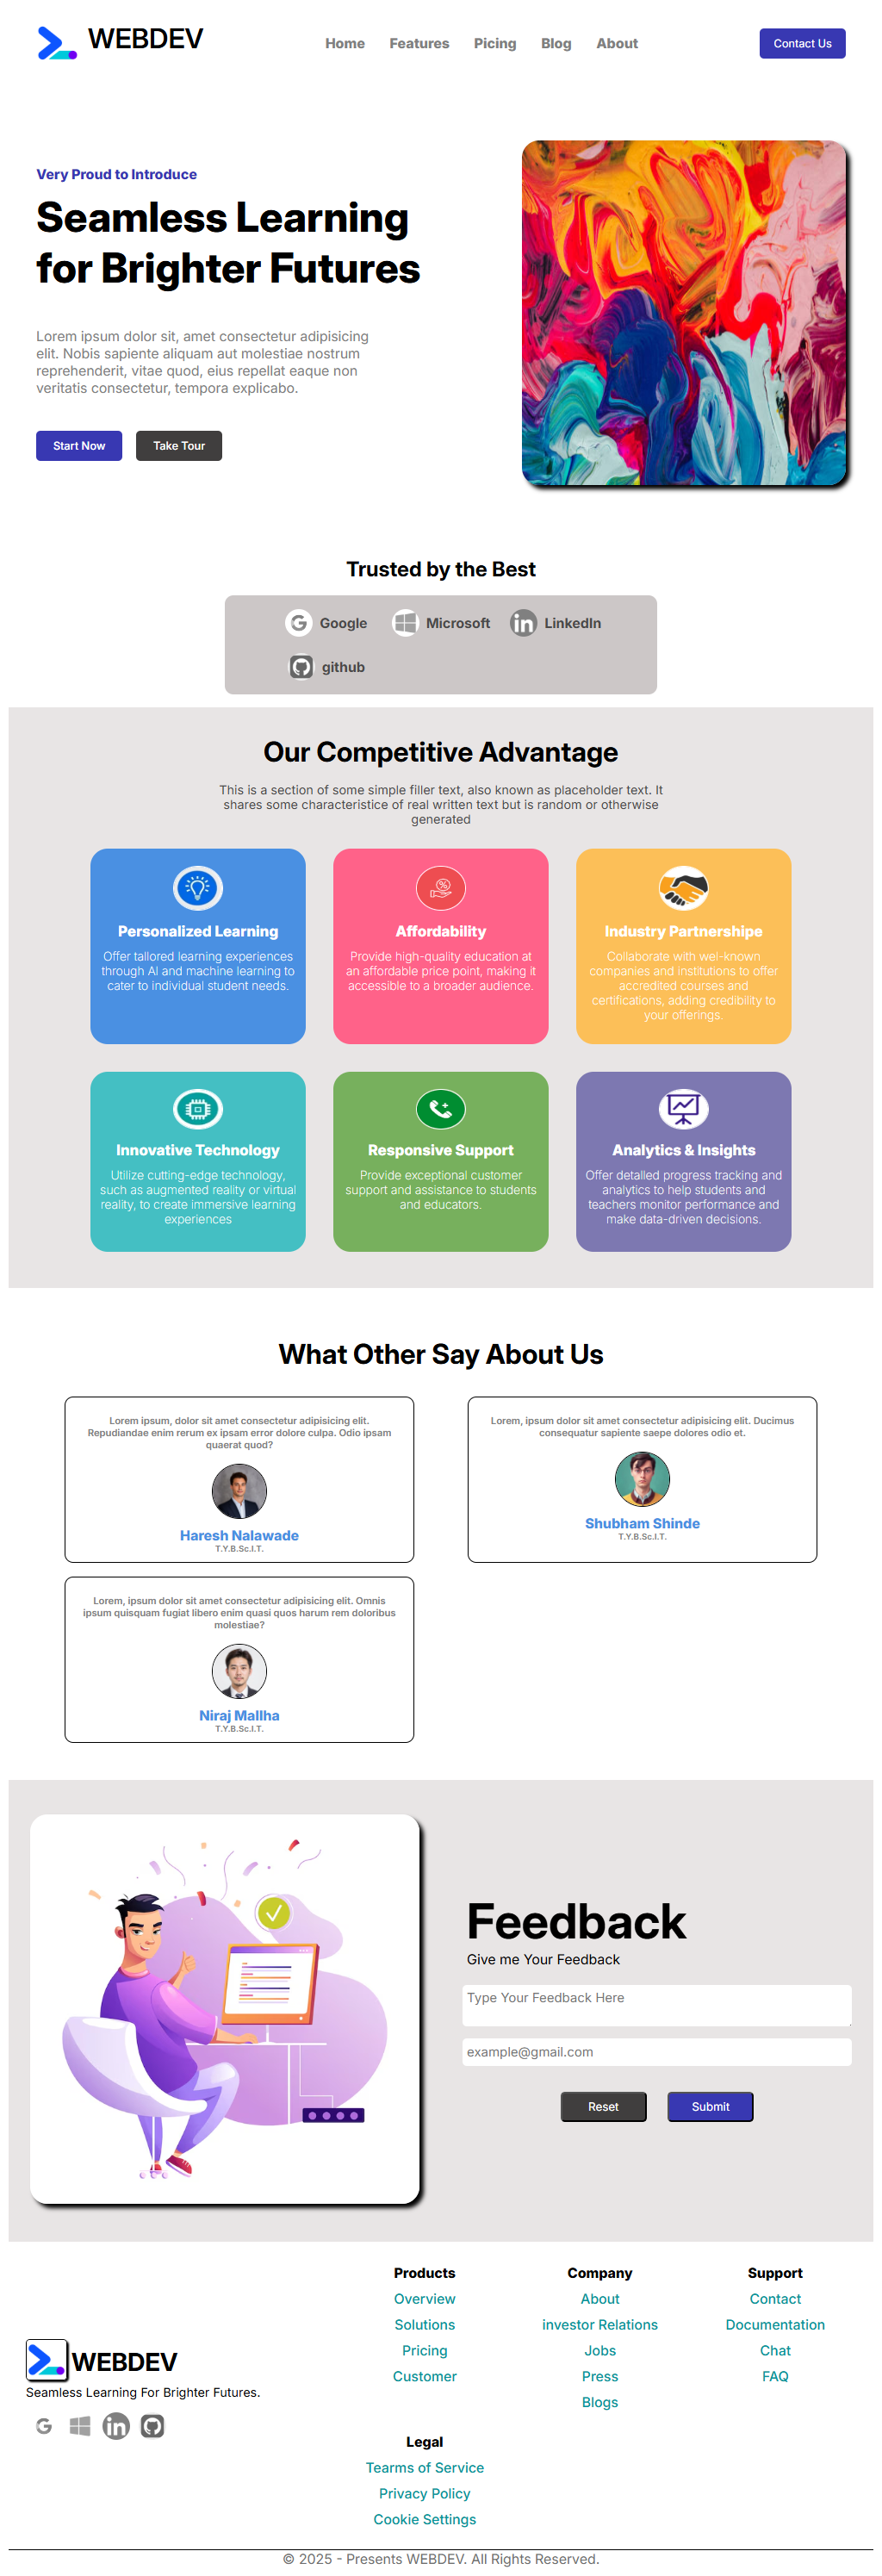 WEBDEV
Home Features Picing Blog About
Contact Us
Very Proud to Introduce
Seamless Learning
for Brighter Futures
Lorem ipsum dolor sit, amet consectetur adipisicing
elit. Nobis sapiente aliquam aut molestiae nostrum
reprehenderit, vitae quod, eius repellat eaque non
veritatis consectetur, tempora explicabo.
Start Now
Take Tour
Trusted by the Best
Google Microsoft LinkedIn
github
Our Competitive Advantage
This is a section of some simple filler text, also known as placeholder text. It
shares some characteristice of real written text but is random or otherwise
generated
Personalized Learning
Offer tallored learning experiences
through AI and machine learning to
cater to individual student needs.
Affordability
Provide high-quality education at
an affordable price point, making it
accessible to a broader audience.
Industry Partnershipe
Collaborate with wel-known
companies and institutions to offer
accredited courses and
certifications, adding credibility to
your offerings.
Innovative Technology
Utilize cutting-edge technology,
such as augmented reality or virtual
reality, to create immersive learning
experiences
Responsive Support
Provide exceptional customer
support and assistance to students
and educators.
Analytics & Insights
Offer detalled progress tracking and
analytics to help students and
teachers monitor performance and
make data-driven decisions.
What Other Say About Us
Lorem ipsum, dolor sit amet consectetur adipisicing elit.
Repudiandae enim rerum ex ipsam error dolore culpa. Odio ipsam
quaerat quod?
Haresh Nalawade
T.Y.B.Sc.I.T.
Lorem, ipsum dolor sit amet consectetur adipisicing elit. Ducimus
consequatur sapiente saepe dolores odio et.
Shubham Shinde
T.Y.B.Sc.I.T.
Lorem, ipsum dolor sit amet consectetur adipisicing elit. Omnis
ipsum quisquam fugiat libero enim quasi quos harum rem doloribus
molestiae?
Niraj Mallha
T.Y.B.Sc.I.T.
Feedback
Give me Your Feedback
Type Your Feedback Here
example@gmail.com
Reset
Submit
WEBDEV
Seamless Learning For Brighter Futures.
Products
Overview
Solutions
Pricing
Customer
Company
About
investor Relations
Jobs
Press
Blogs
Support
Contact
Documentation
Chat
FAQ
Legal
Tearms of Service
Privacy Policy
Cookie Settings
© 2025 - Presents WEBDEV. All Rights Reserved.